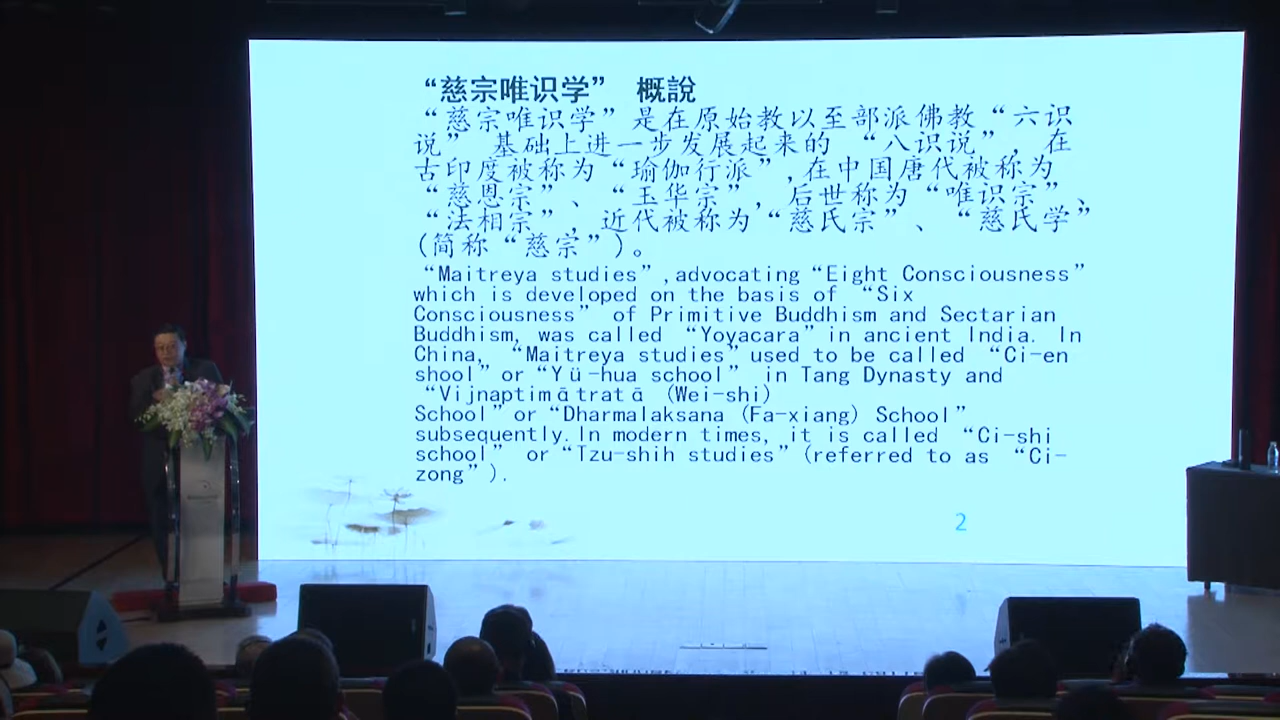 “慈宗唯识学” 概說
“慈宗唯识学”是在原始教以至部派佛教“六识
说” 基础上进一步发展起来的 “八识说”，在
古印度被称为“瑜伽行派”,在中国唐代被称为
“慈恩宗”、“玉华宗”，后世称为“唯识宗”、
“法相宗”，近代被称为“慈氏宗”、“慈氏学”
(简称“慈宗”)。
“Maitreya studies”,advocating“Eight Consciousness”
which is developed on the basis of “Six
Consciousness” of Primitive Buddhism and Sectarian
Buddhism, was called “Yoyacara”in ancient India. In
China, “Maitreya studies”used to be called “Ci-en
shool”or“Yü-hua school” in Tang Dynasty and
“Vijnaptimātratā (Wei-shi)
School”or“Dharmalaksana (Fa-xiang) School”
subsequently.In modern times, it is called “Ci-shi
school” or“Tzu-shih studies”(referred to as “Ci-
zong”).
2